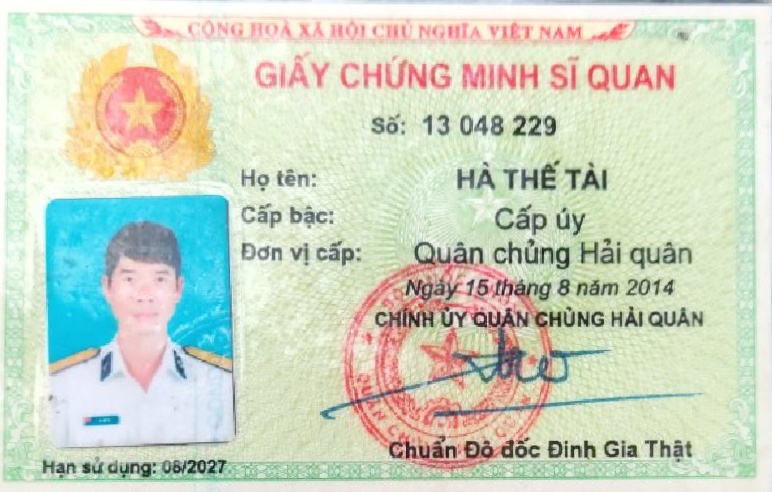 CỘNG HOÀ XÃ HỘI CHỦ NGHĨA VIỆT NAM
GIẤY CHỨNG MINH SĨ QUAN
Số: 13 048 229
Họ tên: HÀ THẾ TÀI
Cấp bậc: Cấp úy
Đơn vị cấp: Quân chủng Hải quân
Ngày 15 tháng 8 năm 2014
CHÍNH ỦY QUÂN CHỦNG HẢI QUÂN
Chuẩn Đô đốc Đinh Gia Thật
Hạn sử dụng: 08/2027